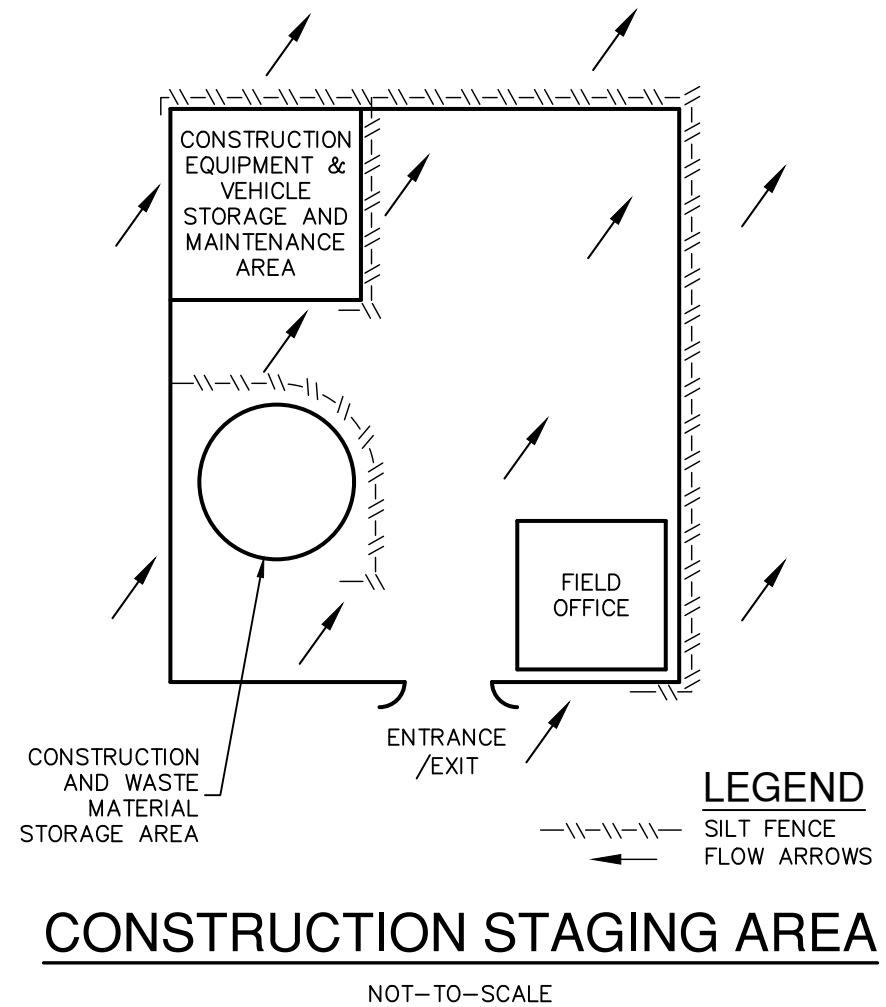 CONSTRUCTION
EQUIPMENT &
VEHICLE
STORAGE AND
MAINTENANCE
AREA
FIELD
OFFICE
ENTRANCE
/EXIT
CONSTRUCTION
AND WASTE
MATERIAL
STORAGE AREA
LEGEND
SILT FENCE
FLOW ARROWS
CONSTRUCTION STAGING AREA
NOT-TO-SCALE